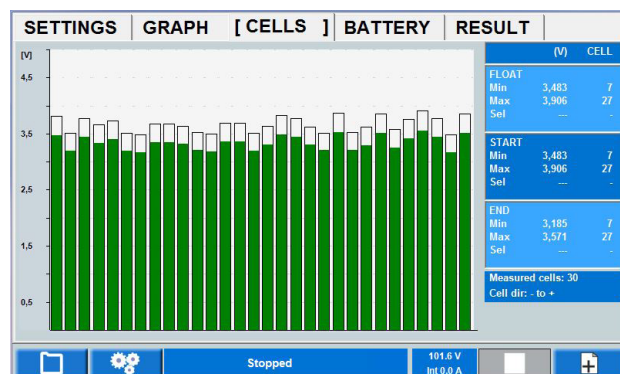 SETTINGS GRAPH [ CELLS ] BATTERY RESULT
[V]
4,5
3,5
2,5
1,5
0,5
(V) CELL
FLOAT
Min 3,483 7
Max 3,906 27
Sel --- -
START
Min 3,483 7
Max 3,906 27
Sel --- -
END
Min 3,185 7
Max 3,571 27
Sel --- -
Measured cells: 30
Cell dir: - to +
Stopped
101.6 V
Int 0.0 A